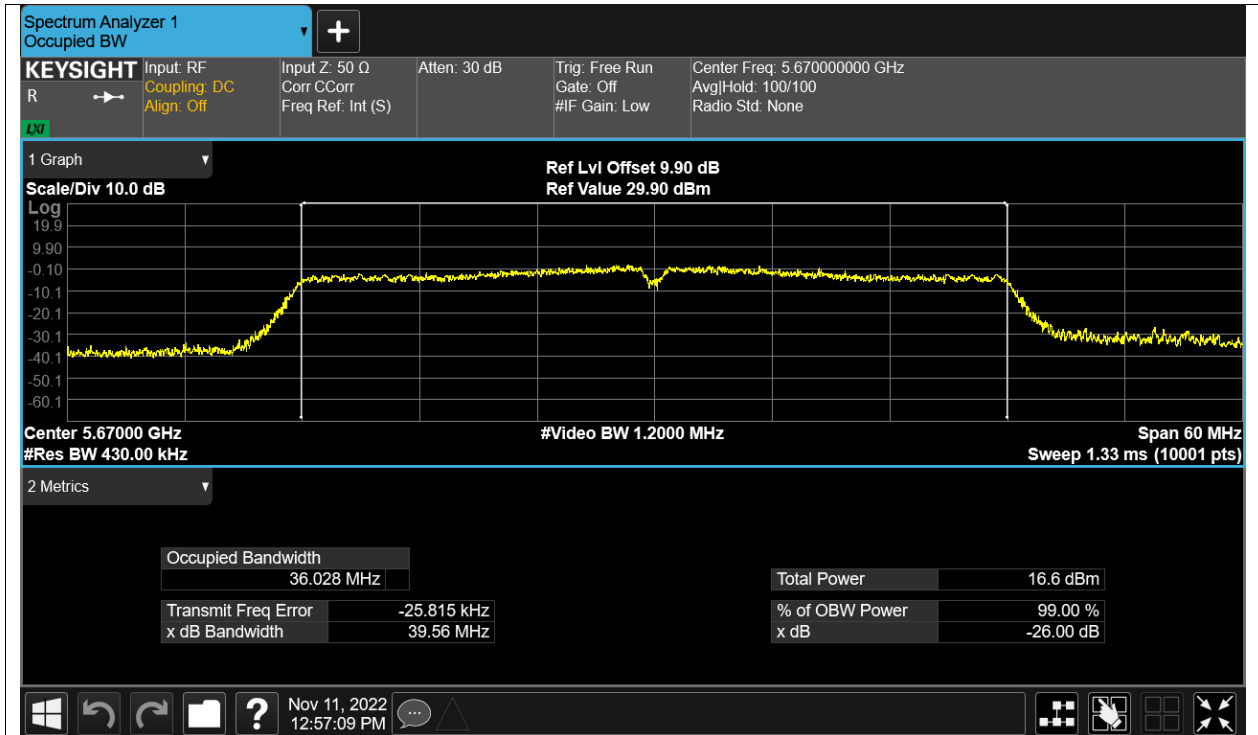 Spectrum Analyzer 1
Occupied BW
▼
+
KEYSIGHT
R
LXI
Input: RF
Coupling: DC
Align: Off
Input Z: 50 Ω
Corr CCorr
Freq Ref: Int (S)
Atten: 30 dB
Trig: Free Run
Gate: Off
#IF Gain: Low
Center Freq: 5.670000000 GHz
Avg|Hold: 100/100
Radio Std: None
1 Graph ▼
Scale/Div 10.0 dB
Ref Lvl Offset 9.90 dB
Ref Value 29.90 dBm
Log
19.9
9.90
-0.10
-10.1
-20.1
-30.1
-40.1
-50.1
-60.1
Center 5.67000 GHz
#Res BW 430.00 kHz
#Video BW 1.2000 MHz
Span 60 MHz
Sweep 1.33 ms (10001 pts)
2 Metrics ▼
Occupied Bandwidth
36.028 MHz
Transmit Freq Error -25.815 kHz
x dB Bandwidth 39.56 MHz
Total Power 16.6 dBm
% of OBW Power 99.00 %
x dB -26.00 dB
?
Nov 11, 2022
12:57:09 PM